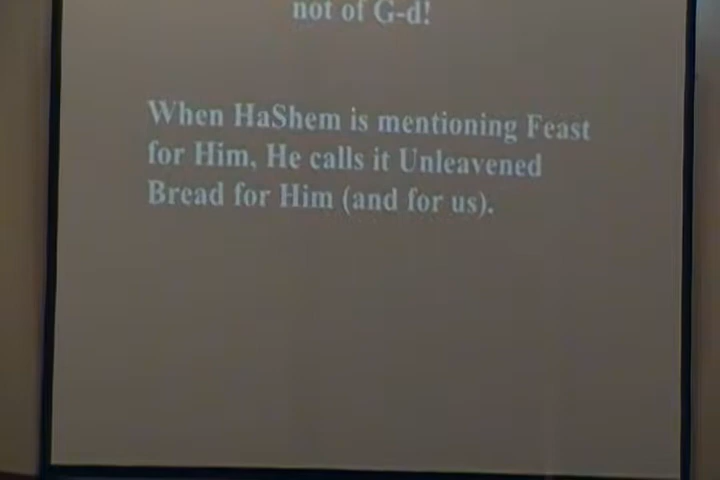 not of G-d!
When HaShem is mentioning Feast
for Him, He calls it Unleavened
Bread for Him (and for us).